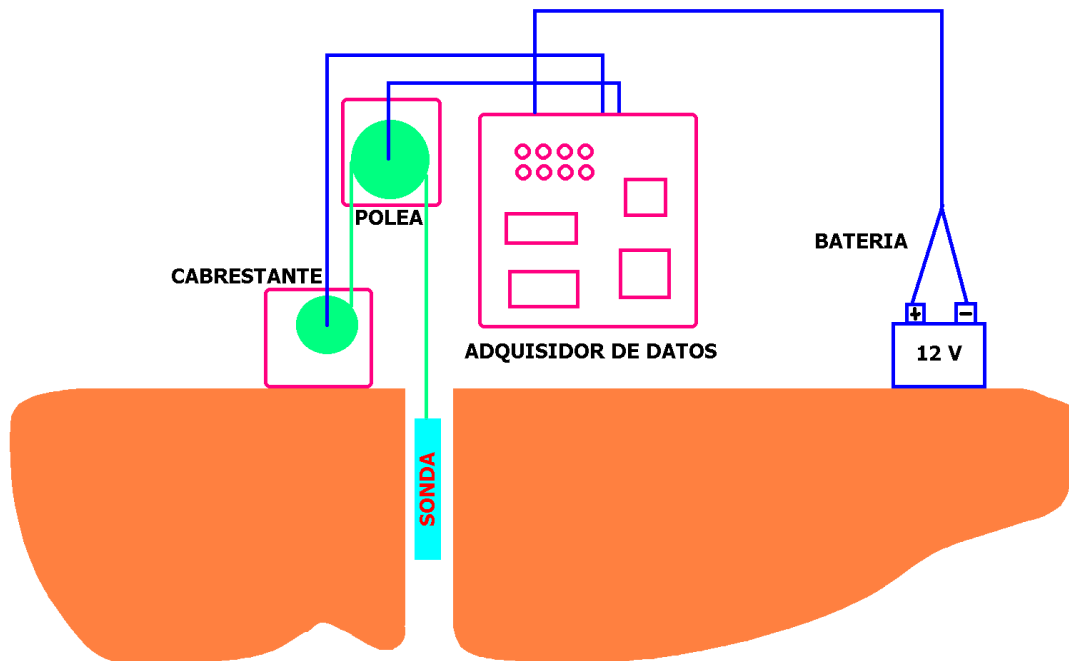 POLEA
CABRESTANTE
BATERIA
ADQUISIDOR DE DATOS
+
−
12 V
SONDA